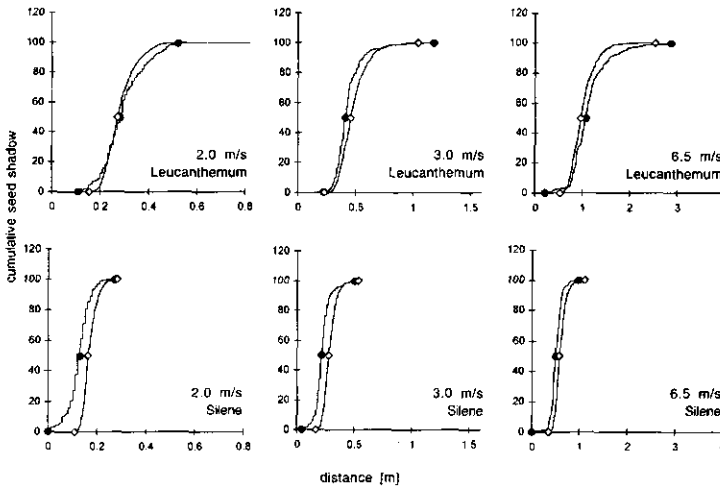 120 100 80 60 40 20 0
0 0.2 0.4 0.6 0.8
2.0 m/s
Leucanthemum
120 100 80 60 40 20 0
0 0.5 1 1.5
3.0 m/s
Leucanthemum
120 100 80 60 40 20 0
0 1 2 3
6.5 m/s
Leucanthemum
cumulative seed shadow
120 100 80 60 40 20 0
0 0.2 0.4 0.6 0.8
2.0 m/s
Silene
120 100 80 60 40 20 0
0 0.5 1 1.5
3.0 m/s
Silene
120 100 80 60 40 20 0
0 1 2 3 4
6.5 m/s
Silene
distance [m]